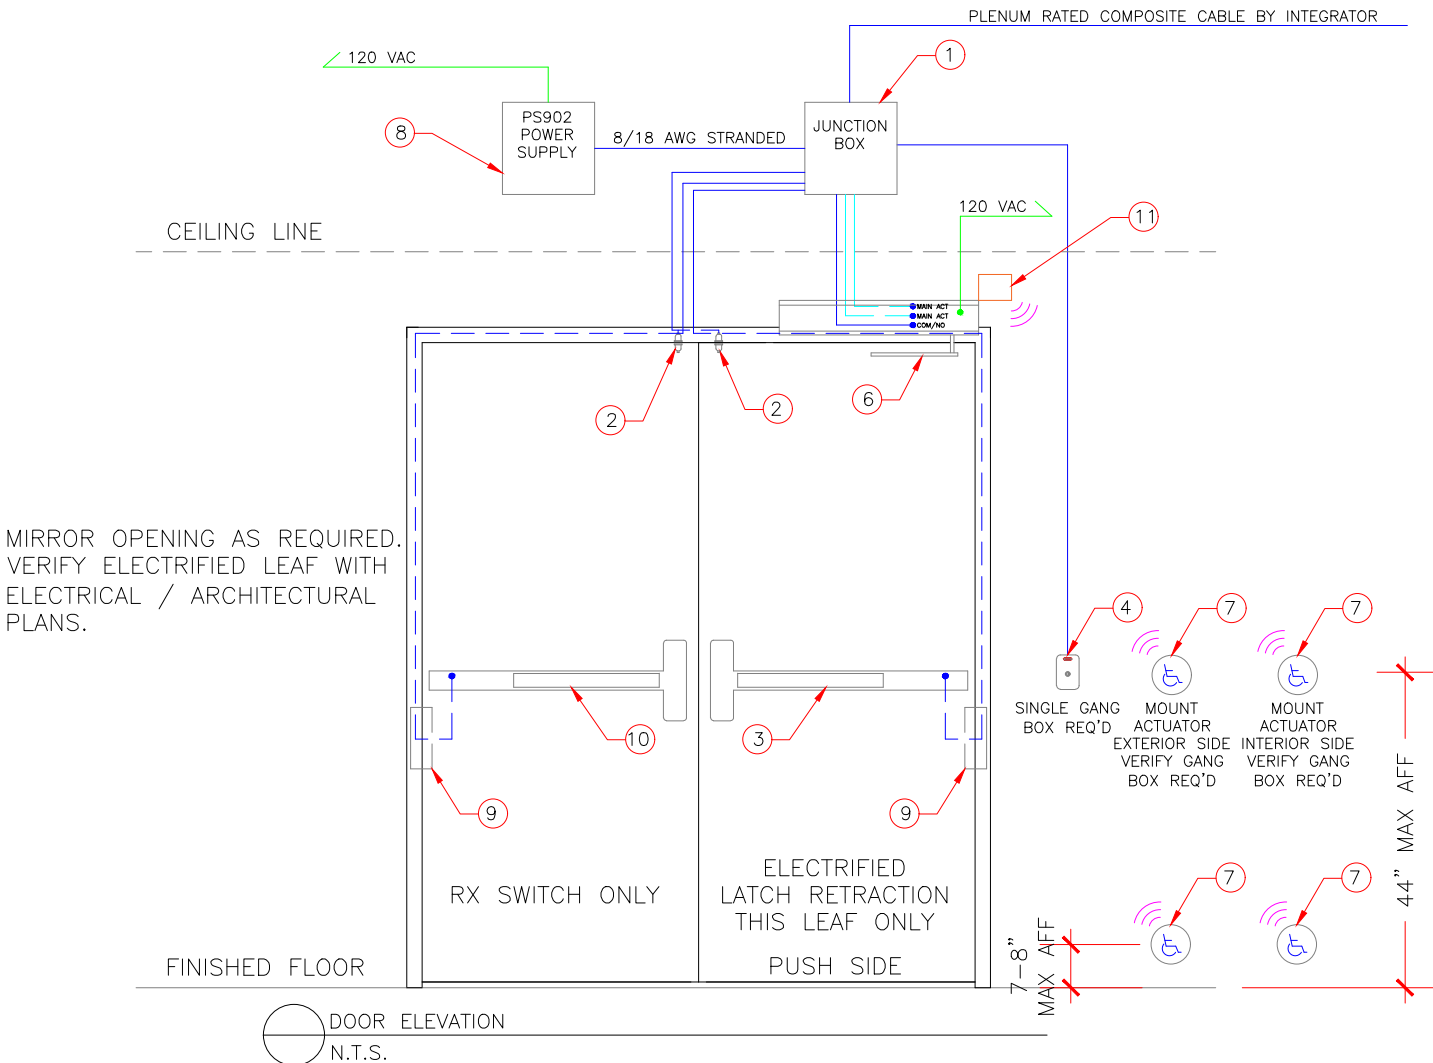 PLENUM RATED COMPOSITE CABLE BY INTEGRATOR
120 VAC
1
PS902
POWER
SUPPLY
8
8/18 AWG STRANDED
JUNCTION
BOX
120 VAC
11
CEILING LINE
MAIN ACT
MAIN ACT
COM/NO
2
2
6
MIRROR OPENING AS REQUIRED.
VERIFY ELECTRIFIED LEAF WITH
ELECTRICAL / ARCHITECTURAL
PLANS.
4
7
7
SINGLE GANG
BOX REQ'D
MOUNT
ACTUATOR
EXTERIOR SIDE
VERIFY GANG
BOX REQ'D
MOUNT
ACTUATOR
INTERIOR SIDE
VERIFY GANG
BOX REQ'D
10
3
9
9
44" MAX AFF
RX SWITCH ONLY
ELECTRIFIED
LATCH RETRACTION
THIS LEAF ONLY
PUSH SIDE
7
7
7-8"
MAX AFF
FINISHED FLOOR
DOOR ELEVATION
N.T.S.